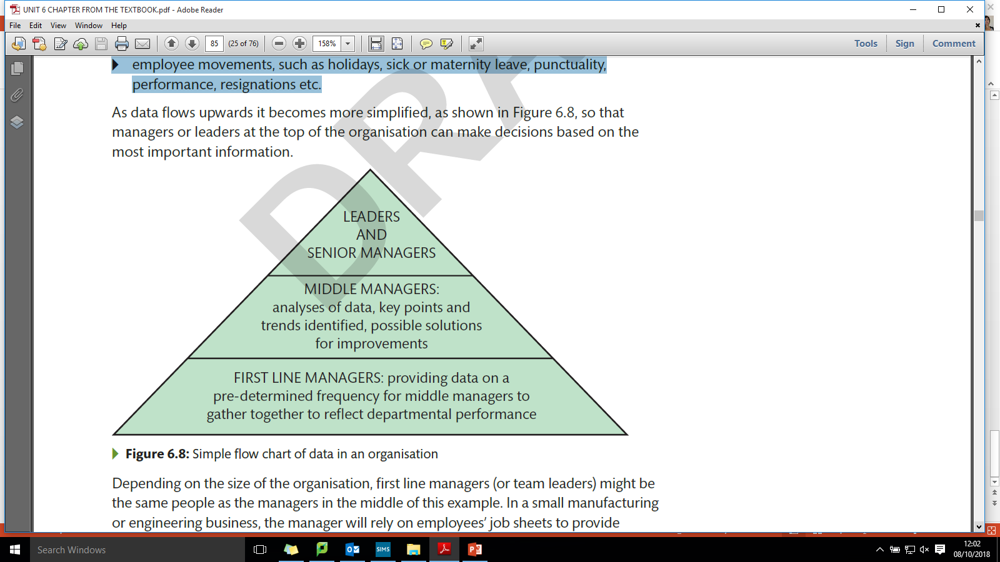 UNIT 6 CHAPTER FROM THE TEXTBOOK.pdf - Adobe Reader
File Edit View Window Help
85 (25 of 76) 158% Tools Sign Comment
employee movements, such as holidays, sick or maternity leave, punctuality,
performance, resignations etc.
As data flows upwards it becomes more simplified, as shown in Figure 6.8, so that
managers or leaders at the top of the organisation can make decisions based on the
most important information.
DRA
LEADERS
AND
SENIOR MANAGERS
MIDDLE MANAGERS:
analyses of data, key points and
trends identified, possible solutions
for improvements
FIRST LINE MANAGERS: providing data on a
pre-determined frequency for middle managers to
gather together to reflect departmental performance
Figure 6.8: Simple flow chart of data in an organisation
Depending on the size of the organisation, first line managers (or team leaders) might be
the same people as the managers in the middle of this example. In a small manufacturing
or engineering business, the manager will rely on employees' job sheets to provide
Search Windows
SIMS
12:02
08/10/2018